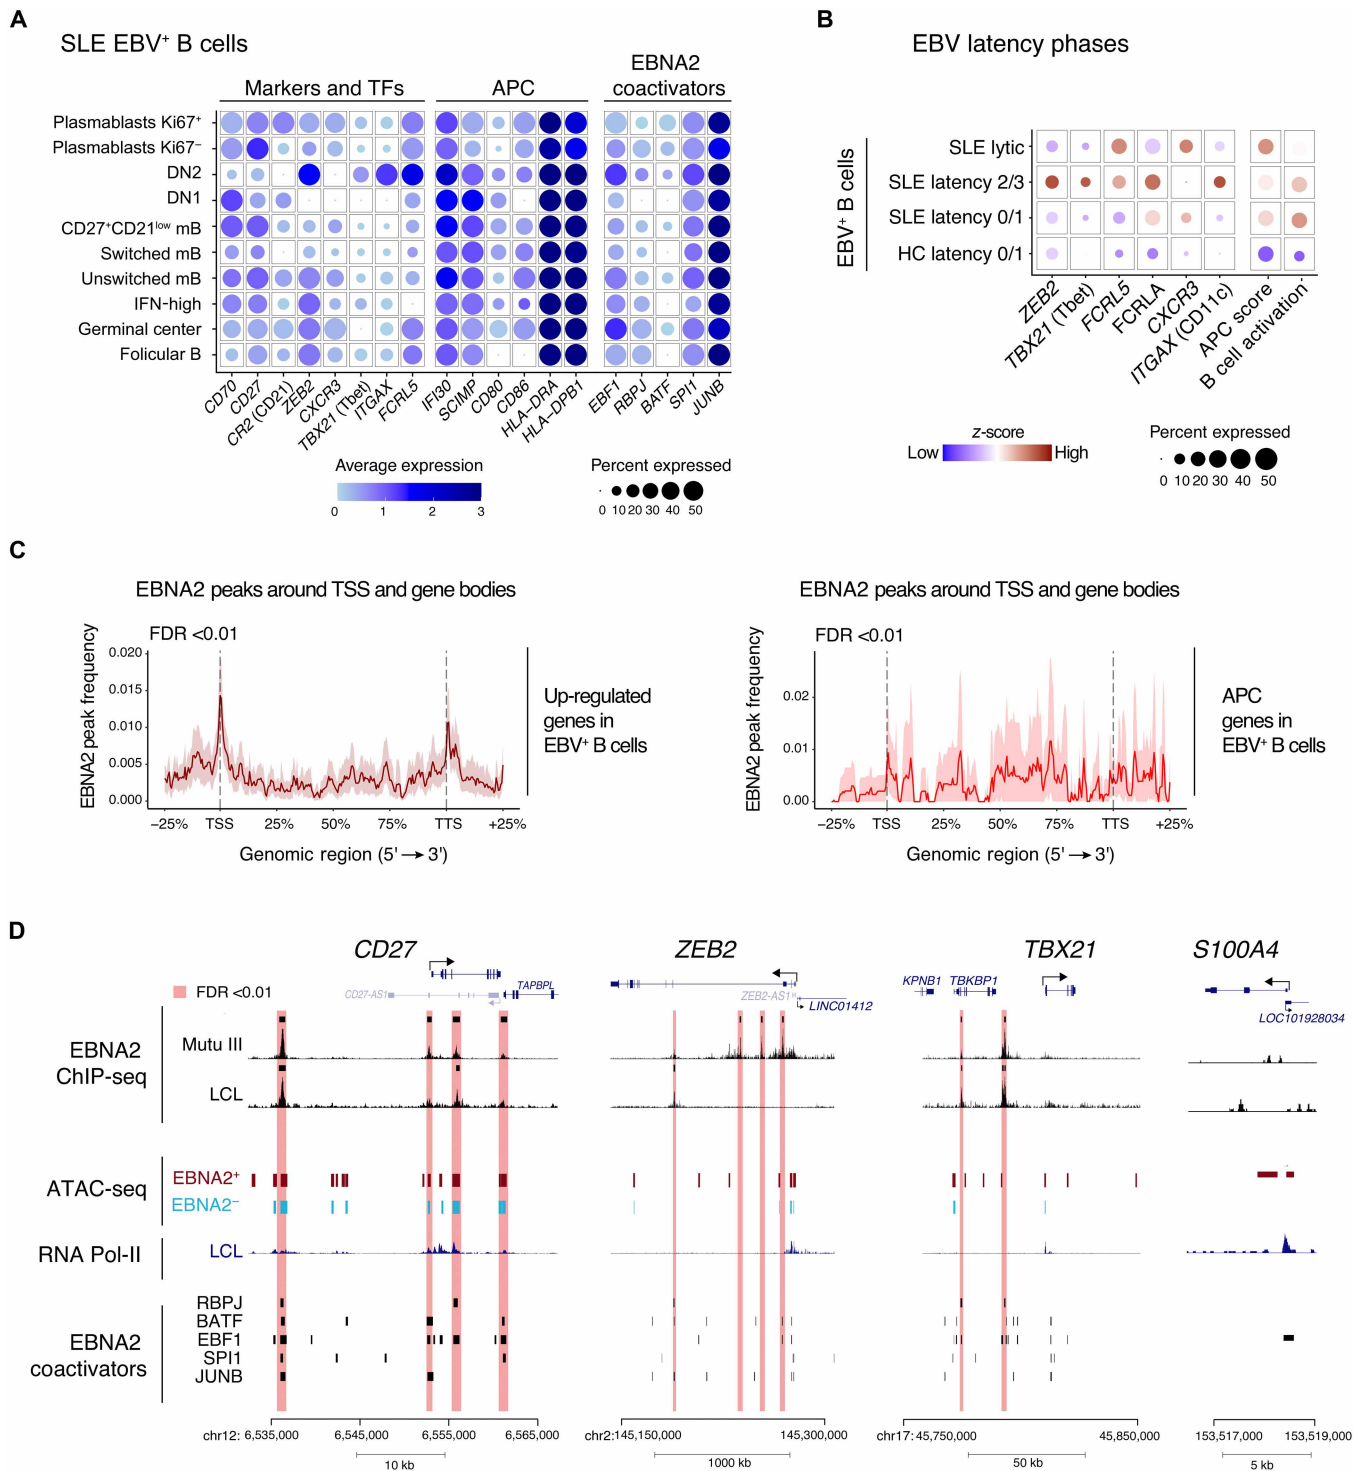 A
SLE EBV⁺ B cells
Markers and TFs
APC
EBNA2
coactivators
Plasmablasts Ki67⁺
Plasmablasts Ki67⁻
DN2
DN1
CD27⁺CD21ˡᵒʷ mB
Switched mB
Unswitched mB
IFN-high
Germinal center
Folicular B
CD70
CD27
CR2 (CD21)
ZEB2
CXCR3
TBX21 (Tbet)
ITGAX
FCRL5
IFI30
SCIMP
CD80
CD86
HLA–DRA
HLA–DPB1
EBF1
RBPJ
BATF
SPI1
JUNB
Average expression
0 1 2 3
Percent expressed
0 10 20 30 40 50
B
EBV latency phases
EBV⁺ B cells
SLE lytic
SLE latency 2/3
SLE latency 0/1
HC latency 0/1
ZEB2
TBX21 (Tbet)
FCRL5
FCRLA
CXCR3
ITGAX (CD11c)
APC score
B cell activation
z-score
Low High
Percent expressed
0 10 20 30 40 50
C
EBNA2 peaks around TSS and gene bodies
FDR <0.01
EBNA2 peak frequency
0.020
0.015
0.010
0.005
0.000
–25% TSS 25% 50% 75% TTS +25%
Genomic region (5' → 3')
Up-regulated
genes in
EBV⁺ B cells
EBNA2 peaks around TSS and gene bodies
FDR <0.01
EBNA2 peak frequency
0.02
0.01
0.00
–25% TSS 25% 50% 75% TTS +25%
Genomic region (5' → 3')
APC
genes in
EBV⁺ B cells
D
CD27 ZEB2 TBX21 S100A4
FDR <0.01
CD27-AS1
TAPBPL
ZEB2-AS1
LINC01412
KPNB1 TBKBP1
LOC101928034
EBNA2
ChIP-seq
Mutu III
LCL
ATAC-seq
EBNA2⁺
EBNA2⁻
RNA Pol-II
LCL
EBNA2
coactivators
RBPJ
BATF
EBF1
SPI1
JUNB
chr12: 6,535,000 6,545,000 6,555,000 6,565,000
10 kb
chr2: 145,150,000 145,300,000
1000 kb
chr17: 45,750,000 45,850,000
50 kb
153,517,000 153,519,000
5 kb